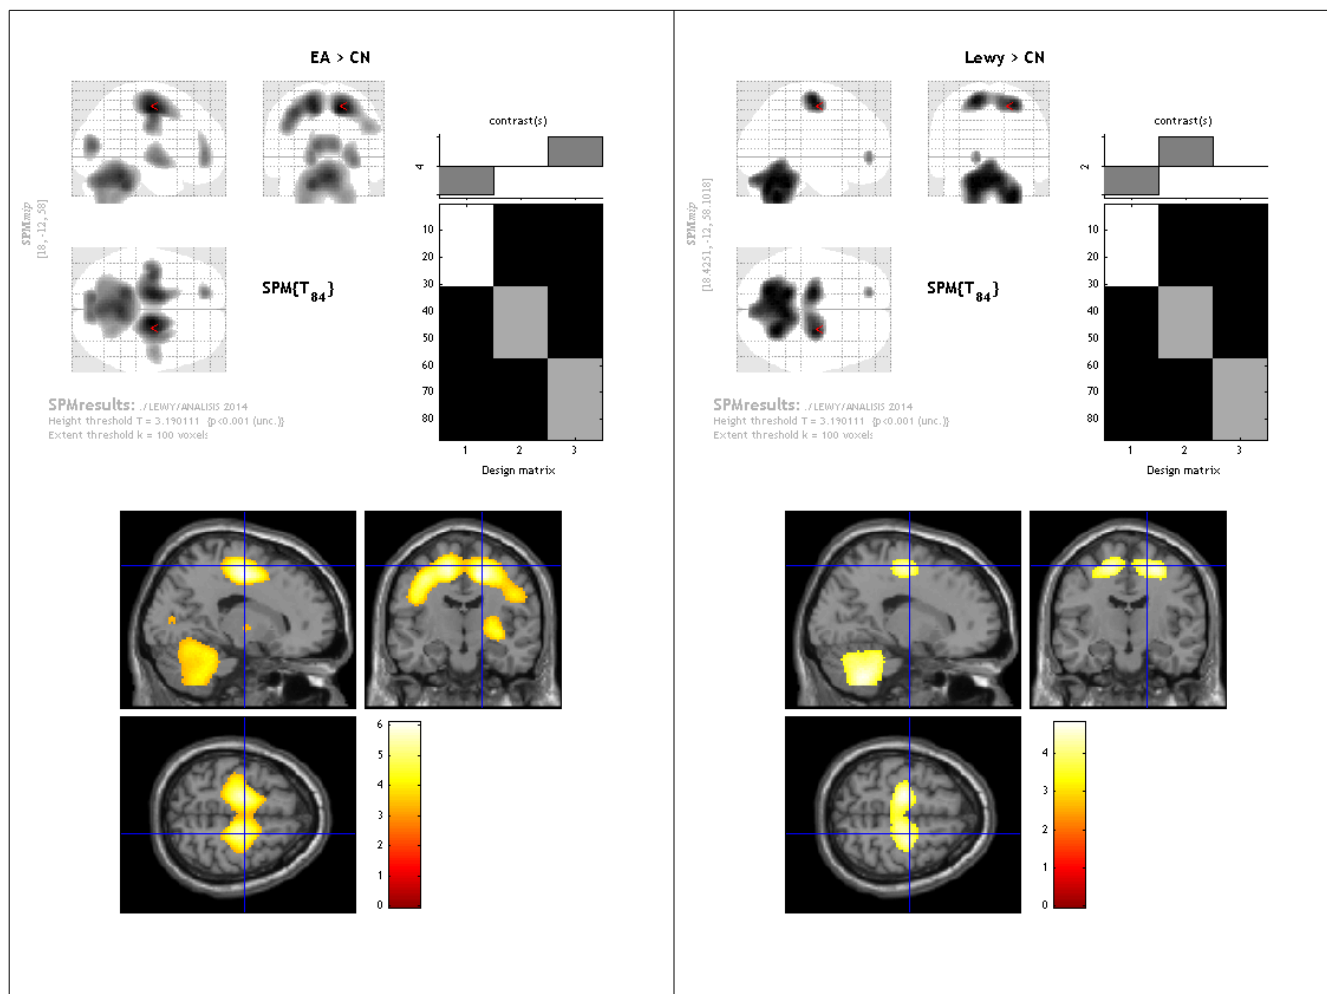 EA > CN
SPMmip
[18, -12, 58]
<
<
<
SPM{T84}
contrast(s)
4
10
20
30
40
50
60
70
80
1 2 3
Design matrix
SPMresults: ./LEWY/ANALISIS 2014
Height threshold T = 3.190111 {p<0.001 (unc.)}
Extent threshold k = 100 voxels
6
5
4
3
2
1
0
Lewy > CN
SPMmip
[18.4251, -12, 58.1018]
<
<
<
SPM{T84}
contrast(s)
2
10
20
30
40
50
60
70
80
1 2 3
Design matrix
SPMresults: ./LEWY/ANALISIS 2014
Height threshold T = 3.190111 {p<0.001 (unc.)}
Extent threshold k = 100 voxels
4
3
2
1
0